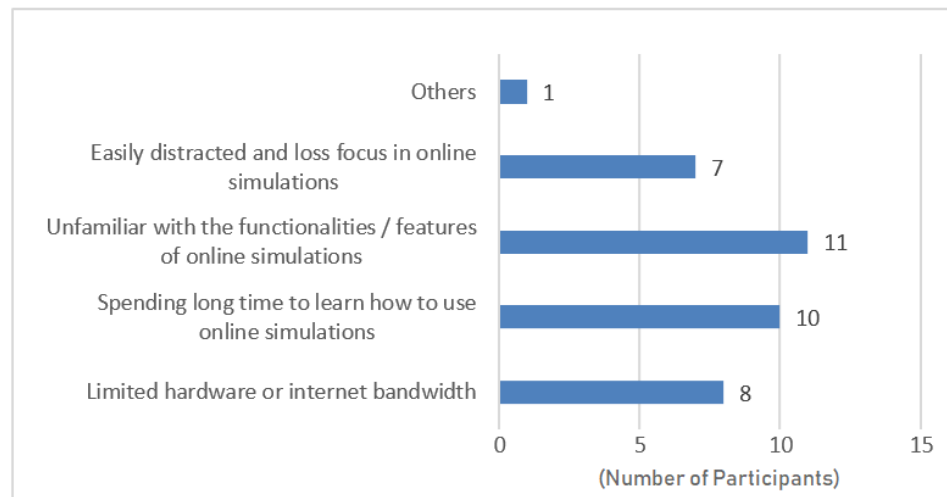 Others
1
Easily distracted and loss focus in online
simulations
7
Unfamiliar with the functionalities / features
of online simulations
11
Spending long time to learn how to use
online simulations
10
Limited hardware or internet bandwidth
8
0 5 10 15
(Number of Participants)